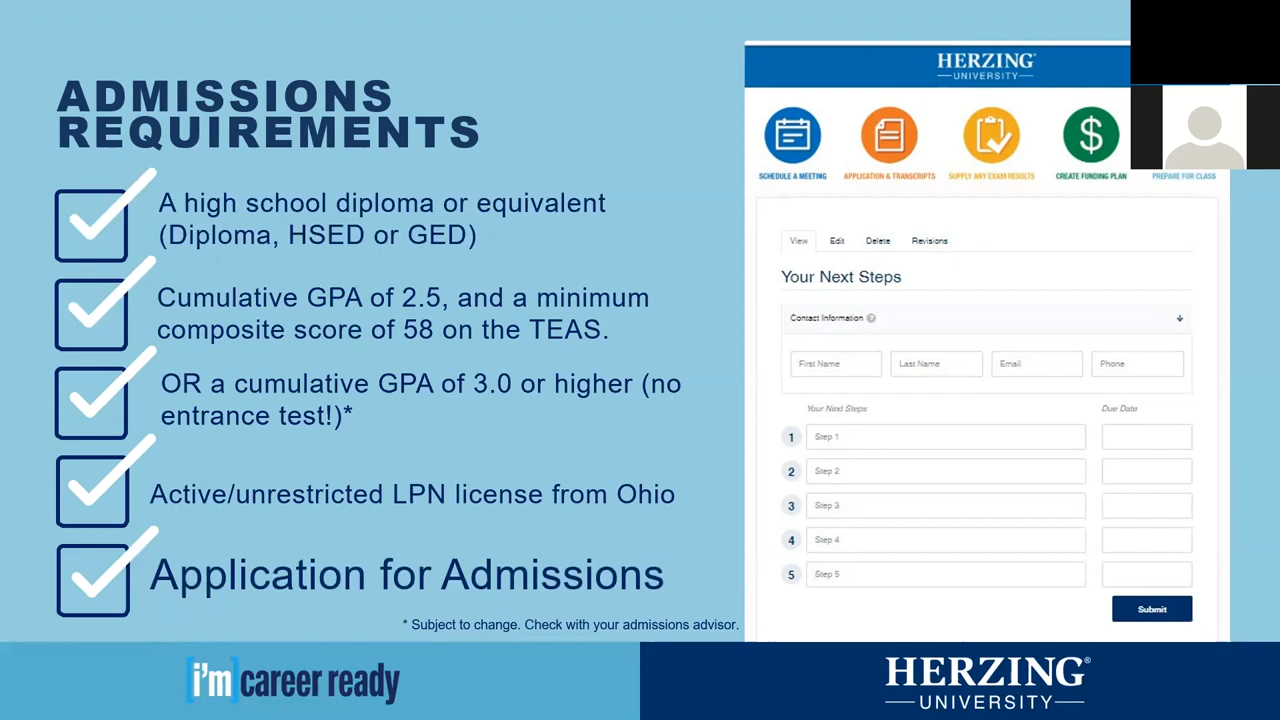 ADMISSIONS
REQUIREMENTS
A high school diploma or equivalent
(Diploma, HSED or GED)
Cumulative GPA of 2.5, and a minimum
composite score of 58 on the TEAS.
OR a cumulative GPA of 3.0 or higher (no
entrance test!)*
Active/unrestricted LPN license from Ohio
Application for Admissions
* Subject to change. Check with your admissions advisor.
[i'm] career ready
HERZING
UNIVERSITY
SCHEDULE A MEETING
APPLICATION & TRANSCRIPTS
SUPPLY ANY EXAM RESULTS
$
CREATE FUNDING PLAN
PREPARE FOR CLASS
View Edit Delete Revisions
Your Next Steps
Contact Information ?
First Name Last Name Email Phone
Your Next Steps Due Date
1 Step 1
2 Step 2
3 Step 3
4 Step 4
5 Step 5
Submit
HERZING®
UNIVERSITY